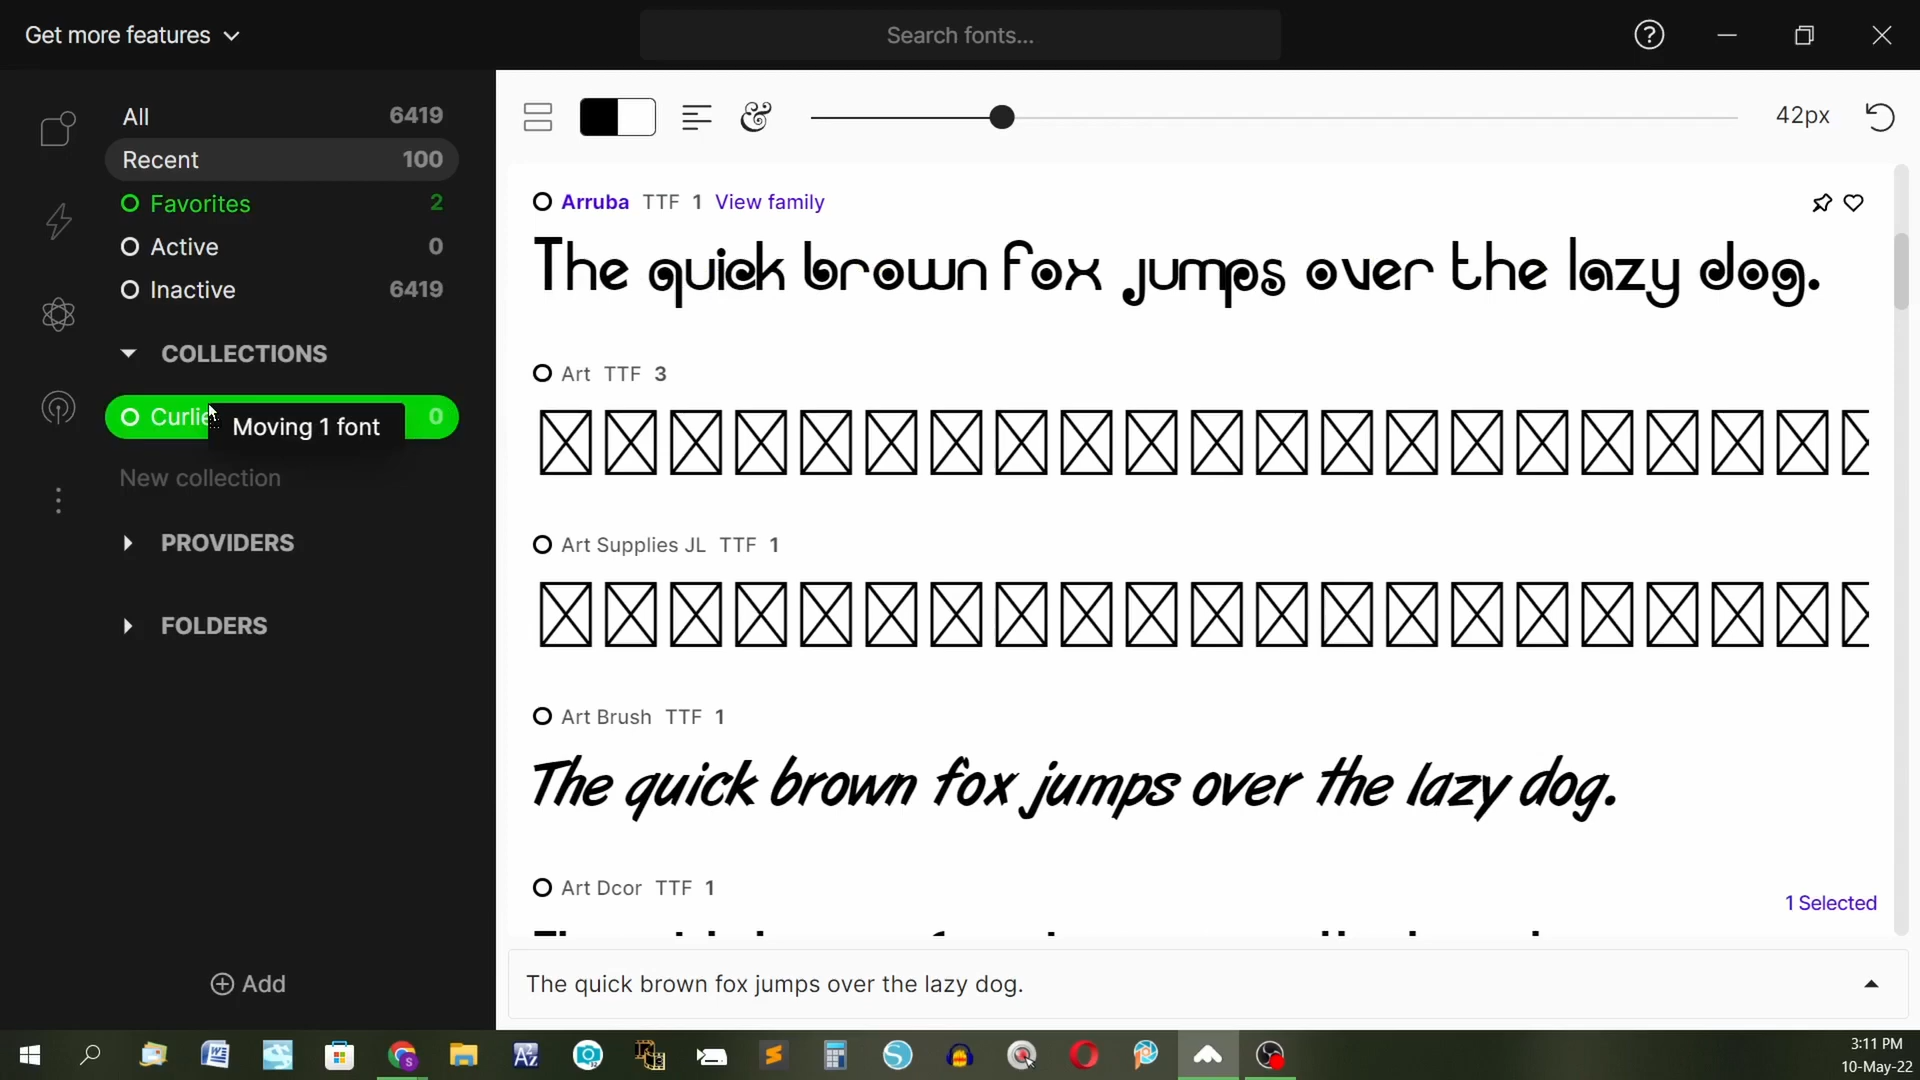 Get more features
Search fonts...
All 6419
Recent 100
Favorites 2
Active 0
Inactive 6419
COLLECTIONS
0
Moving 1 font
New collection
PROVIDERS
FOLDERS
Add
42px
Arruba TTF 1 View family
The quick brown fox jumps over the lazy dog.
Art TTF 3
Art Supplies JL TTF 1
Art Brush TTF 1
The quick brown fox jumps over the lazy dog.
Art Dcor TTF 1
1 Selected
The quick brown fox jumps over the lazy dog.
3:11 PM
10-May-22